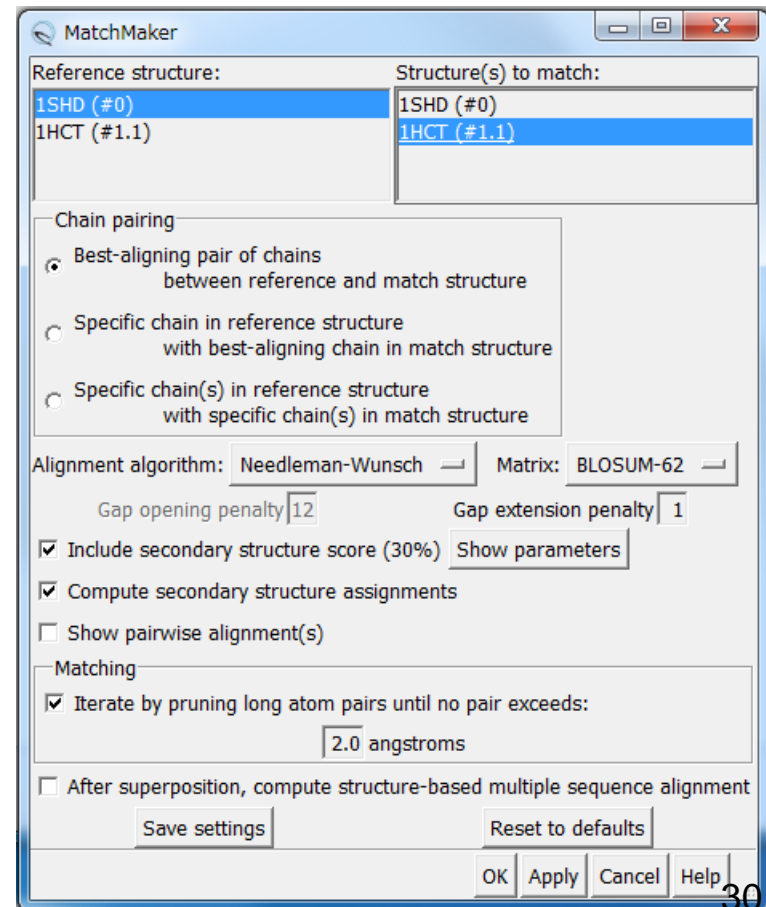 MatchMaker
Reference structure: Structure(s) to match:
1SHD (#0) 1SHD (#0)
1HCT (#1.1) 1HCT (#1.1)
Chain pairing
Best-aligning pair of chains
between reference and match structure
Specific chain in reference structure
with best-aligning chain in match structure
Specific chain(s) in reference structure
with specific chain(s) in match structure
Alignment algorithm: Needleman-Wunsch Matrix: BLOSUM-62
Gap opening penalty 12 Gap extension penalty 1
Include secondary structure score (30%) Show parameters
Compute secondary structure assignments
Show pairwise alignment(s)
Matching
Iterate by pruning long atom pairs until no pair exceeds:
2.0 angstroms
After superposition, compute structure-based multiple sequence alignment
Save settings Reset to defaults
OK Apply Cancel Help
30